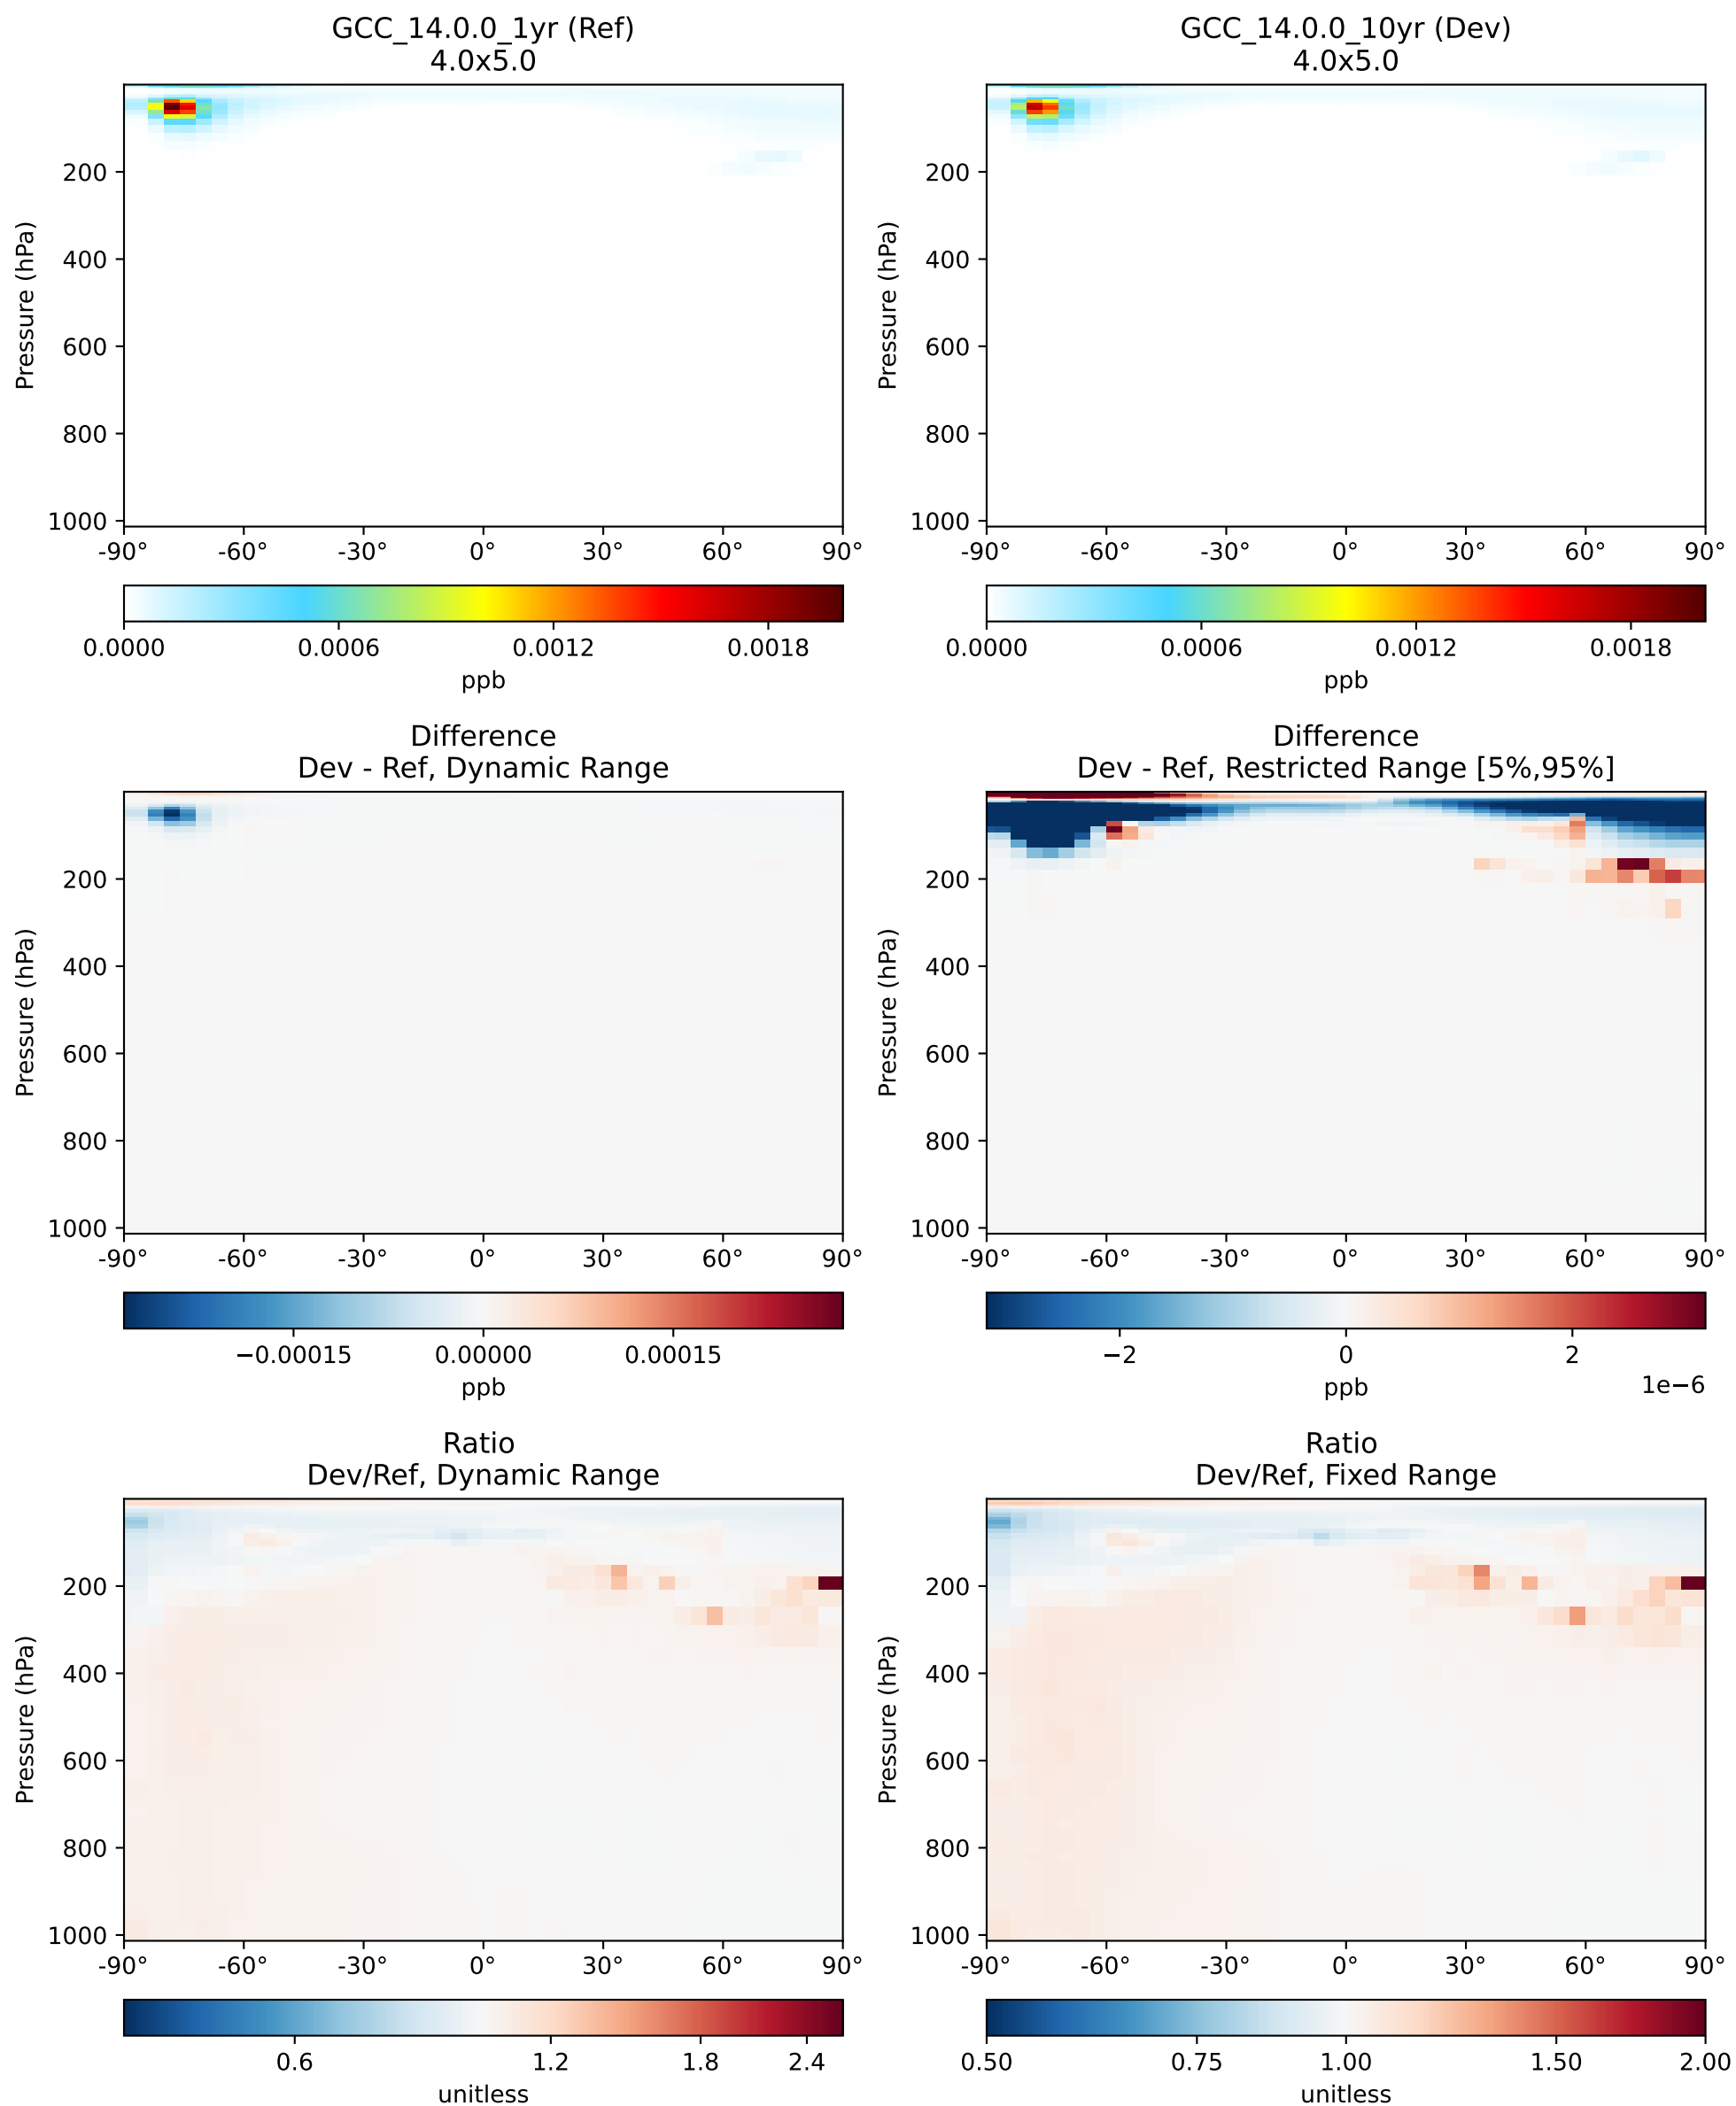 GCC_14.0.0_1yr (Ref)
4.0x5.0
GCC_14.0.0_10yr (Dev)
4.0x5.0
Pressure (hPa)
200
400
600
800
1000
-90° -60° -30° 0° 30° 60° 90°
0.0000 0.0006 0.0012 0.0018
ppb
Pressure (hPa)
200
400
600
800
1000
-90° -60° -30° 0° 30° 60° 90°
0.0000 0.0006 0.0012 0.0018
ppb
Difference
Dev - Ref, Dynamic Range
Pressure (hPa)
200
400
600
800
1000
-90° -60° -30° 0° 30° 60° 90°
−0.00015 0.00000 0.00015
ppb
Difference
Dev - Ref, Restricted Range [5%,95%]
Pressure (hPa)
200
400
600
800
1000
-90° -60° -30° 0° 30° 60° 90°
−2 0 2
ppb
1e−6
Ratio
Dev/Ref, Dynamic Range
Pressure (hPa)
200
400
600
800
1000
-90° -60° -30° 0° 30° 60° 90°
0.6 1.2 1.8 2.4
unitless
Ratio
Dev/Ref, Fixed Range
Pressure (hPa)
200
400
600
800
1000
-90° -60° -30° 0° 30° 60° 90°
0.50 0.75 1.00 1.50 2.00
unitless